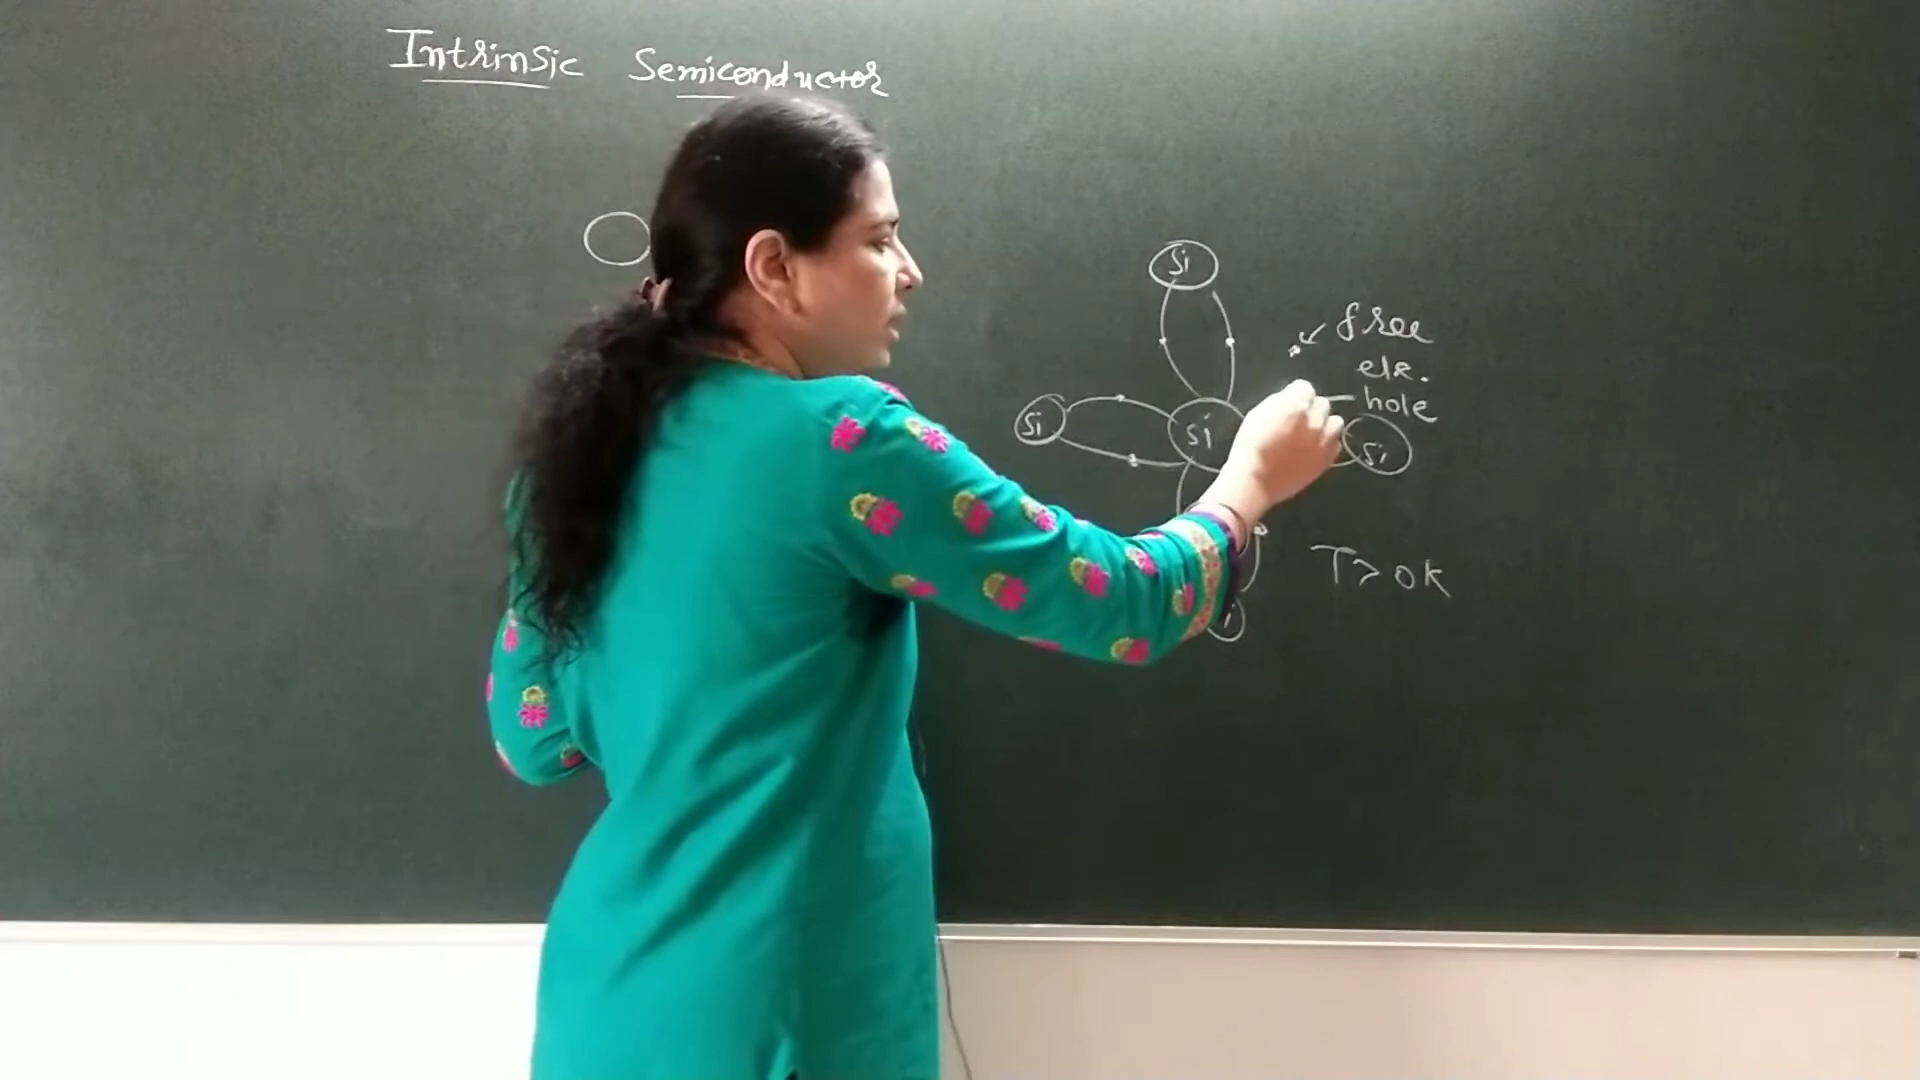 Intrinsic Semiconductor
Si
free
ele.
hole
Si
Si
Si
T > 0K
i